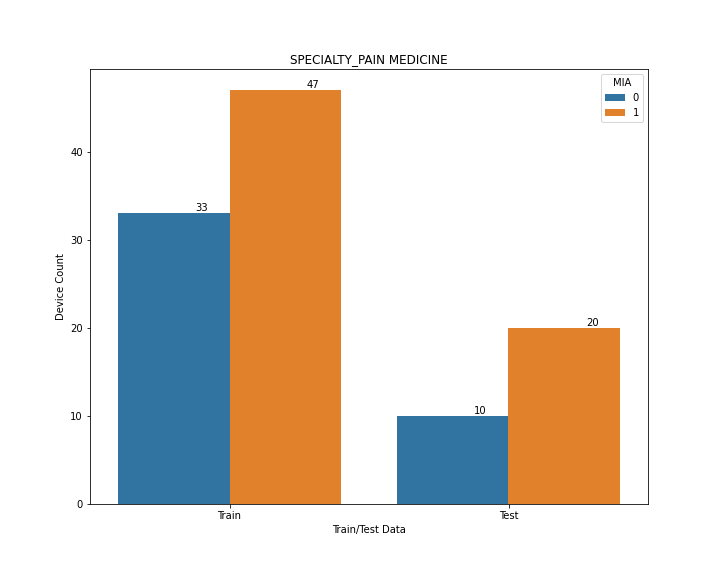 SPECIALTY_PAIN MEDICINE
MIA
0
1
47
33
20
10
40
30
20
10
0
Device Count
Train
Test
Train/Test Data